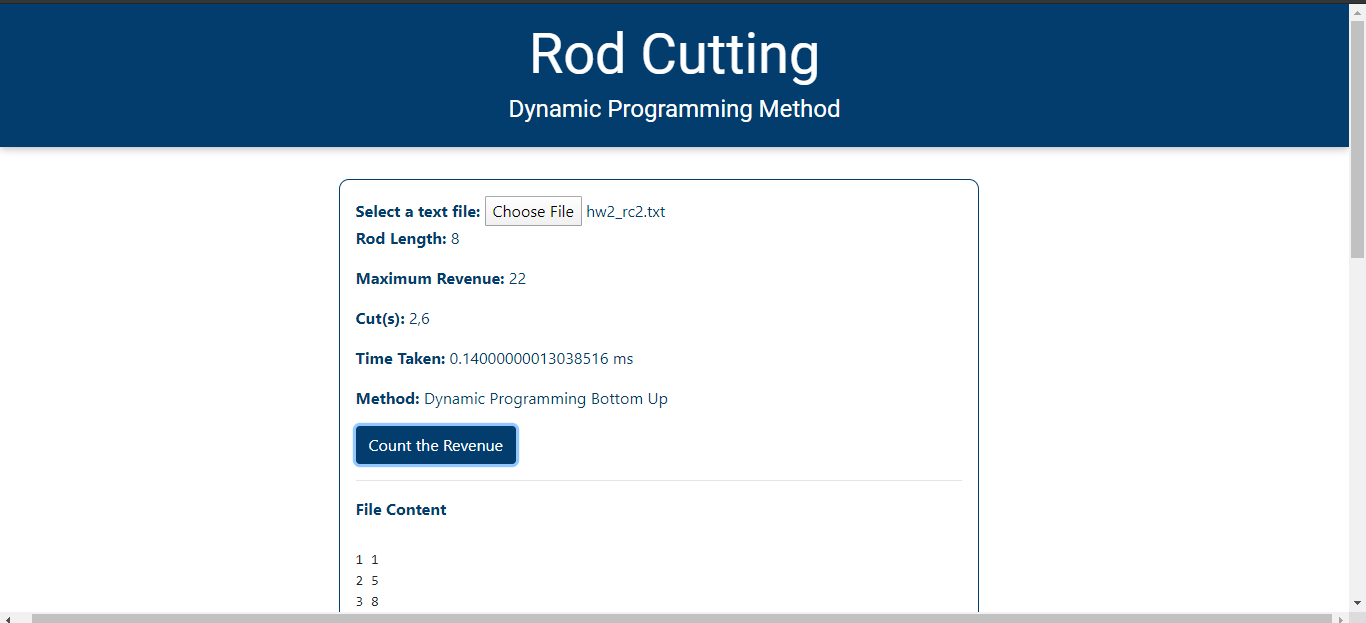 Rod Cutting
Dynamic Programming Method
Select a text file: Choose File hw2_rc2.txt
Rod Length: 8
Maximum Revenue: 22
Cut(s): 2,6
Time Taken: 0.14000000013038516 ms
Method: Dynamic Programming Bottom Up
Count the Revenue
File Content
1 1
2 5
3 8